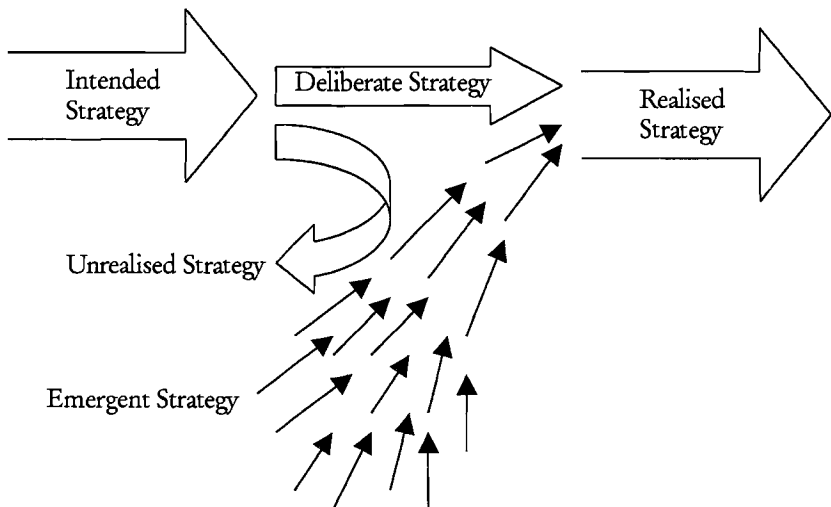 Intended
Strategy
Deliberate Strategy
Realised
Strategy
Unrealised Strategy
Emergent Strategy